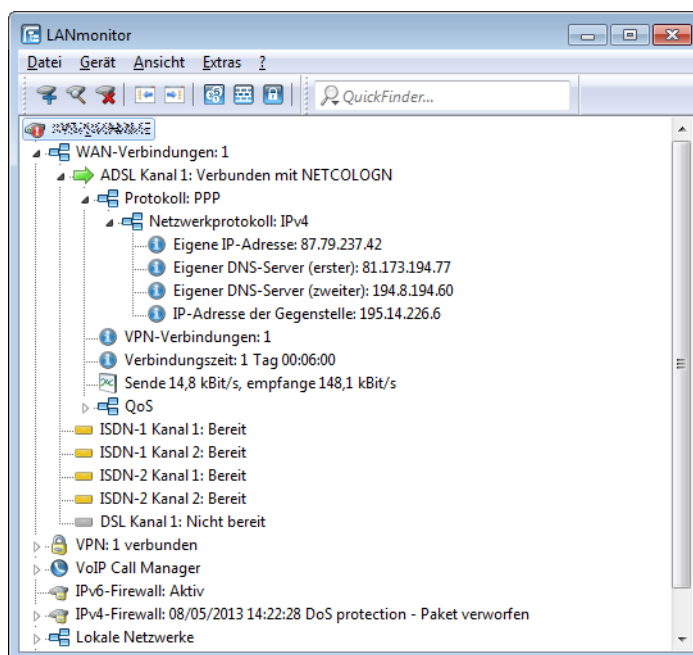 LANmonitor
Datei Gerät Ansicht Extras ?
QuickFinder...
WAN-Verbindungen: 1
ADSL Kanal 1: Verbunden mit NETCOLOGN
Protokoll: PPP
Netzwerkprotokoll: IPv4
Eigene IP-Adresse: 87.79.237.42
Eigener DNS-Server (erster): 81.173.194.77
Eigener DNS-Server (zweiter): 194.8.194.60
IP-Adresse der Gegenstelle: 195.14.226.6
VPN-Verbindungen: 1
Verbindungszeit: 1 Tag 00:06:00
Sende 14,8 kBit/s, empfange 148,1 kBit/s
QoS
ISDN-1 Kanal 1: Bereit
ISDN-1 Kanal 2: Bereit
ISDN-2 Kanal 1: Bereit
ISDN-2 Kanal 2: Bereit
DSL Kanal 1: Nicht bereit
VPN: 1 verbunden
VoIP Call Manager
IPv6-Firewall: Aktiv
IPv4-Firewall: 08/05/2013 14:22:28 DoS protection - Paket verworfen
Lokale Netzwerke